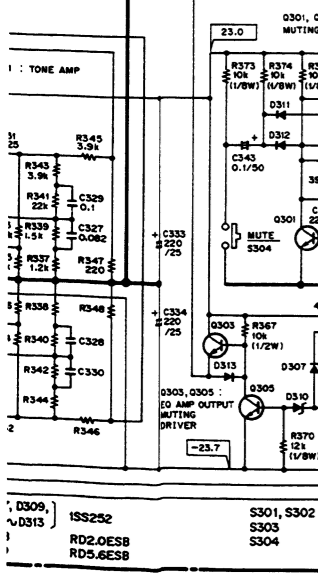 Q301, Q
MUTING
23.0
: TONE AMP
R373
10k
(1/8W)
R374
10k
(1/8W)
10k
(1/8W)
D311
D312
C343
0.1/50
R345
3.9k
R343
3.9k
R341
22k
C329
0.1
R339
1.5k
C327
0.082
R337
1.2k
R347
220
C333
220
/25
Q301
MUTE
S304
R338
R348
C334
220
/25
R340
C328
R342
C330
R344
R346
Q303
R367
10k
(1/2W)
D313
D307
Q303, Q305 :
EQ AMP OUTPUT
MUTING
DRIVER
Q305
D310
-23.7
R370
12k
(1/8W)
D309,
~D313
1SS252
RD2.0ESB
RD5.6ESB
S301, S302
S303
S304